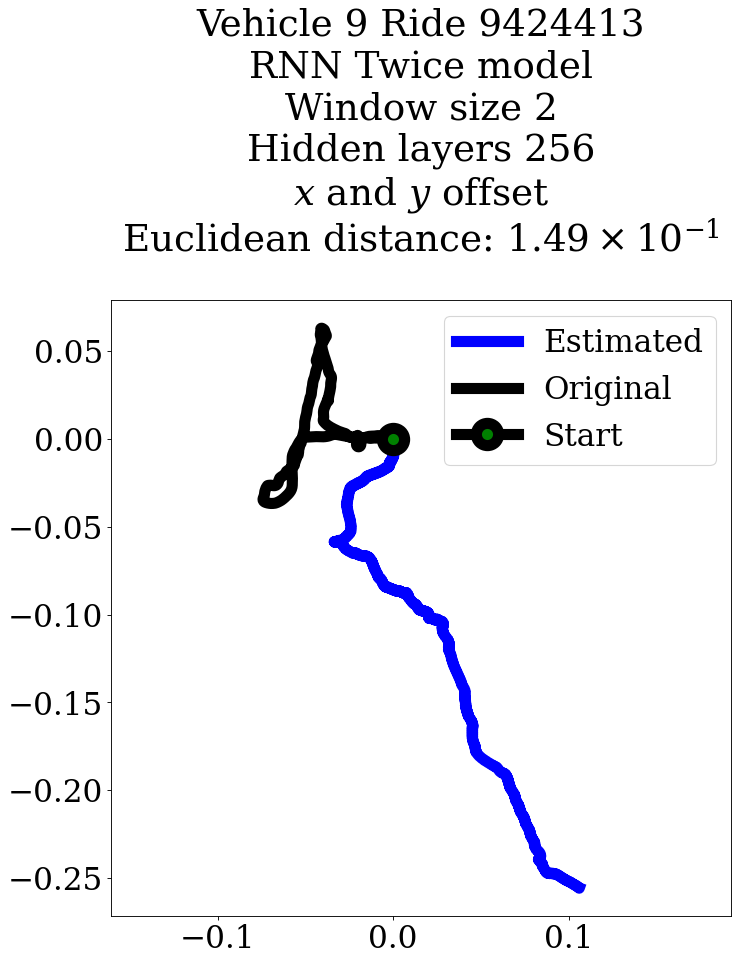 Vehicle 9 Ride 9424413
RNN Twice model
Window size 2
Hidden layers 256
x and y offset
Euclidean distance: 1.49 × 10⁻¹
Estimated
Original
Start
0.05
0.00
−0.05
−0.10
−0.15
−0.20
−0.25
−0.1 0.0 0.1